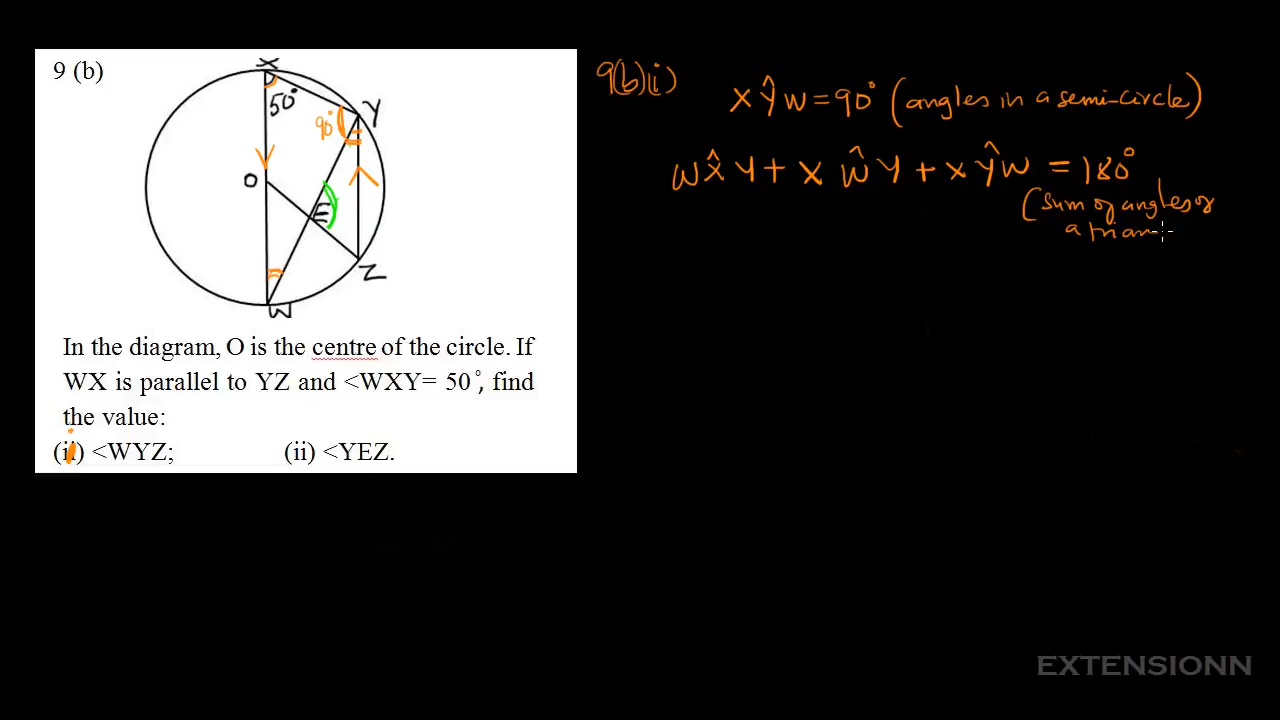 9 (b)
X
50°
90°
Y
O
E
Z
W
In the diagram, O is the centre of the circle. If
WX is parallel to YZ and <WXY= 50°, find
the value:
(i) <WYZ; (ii) <YEZ.
9(b)(i)
XŶW=90° (angles in a semi-circle)
WX̂Y + XŴY + XŶW = 180°
(sum of angles of
a trian
EXTENSIONN